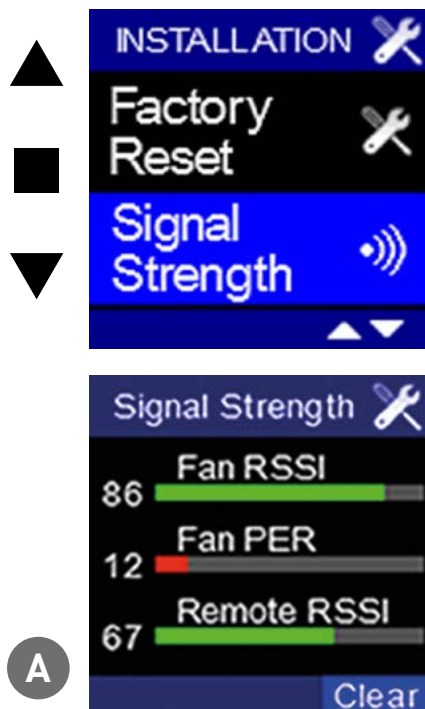 INSTALLATION
Factory
Reset
Signal
Strength
Signal Strength
Fan RSSI
86
Fan PER
12
Remote RSSI
67
A
Clear